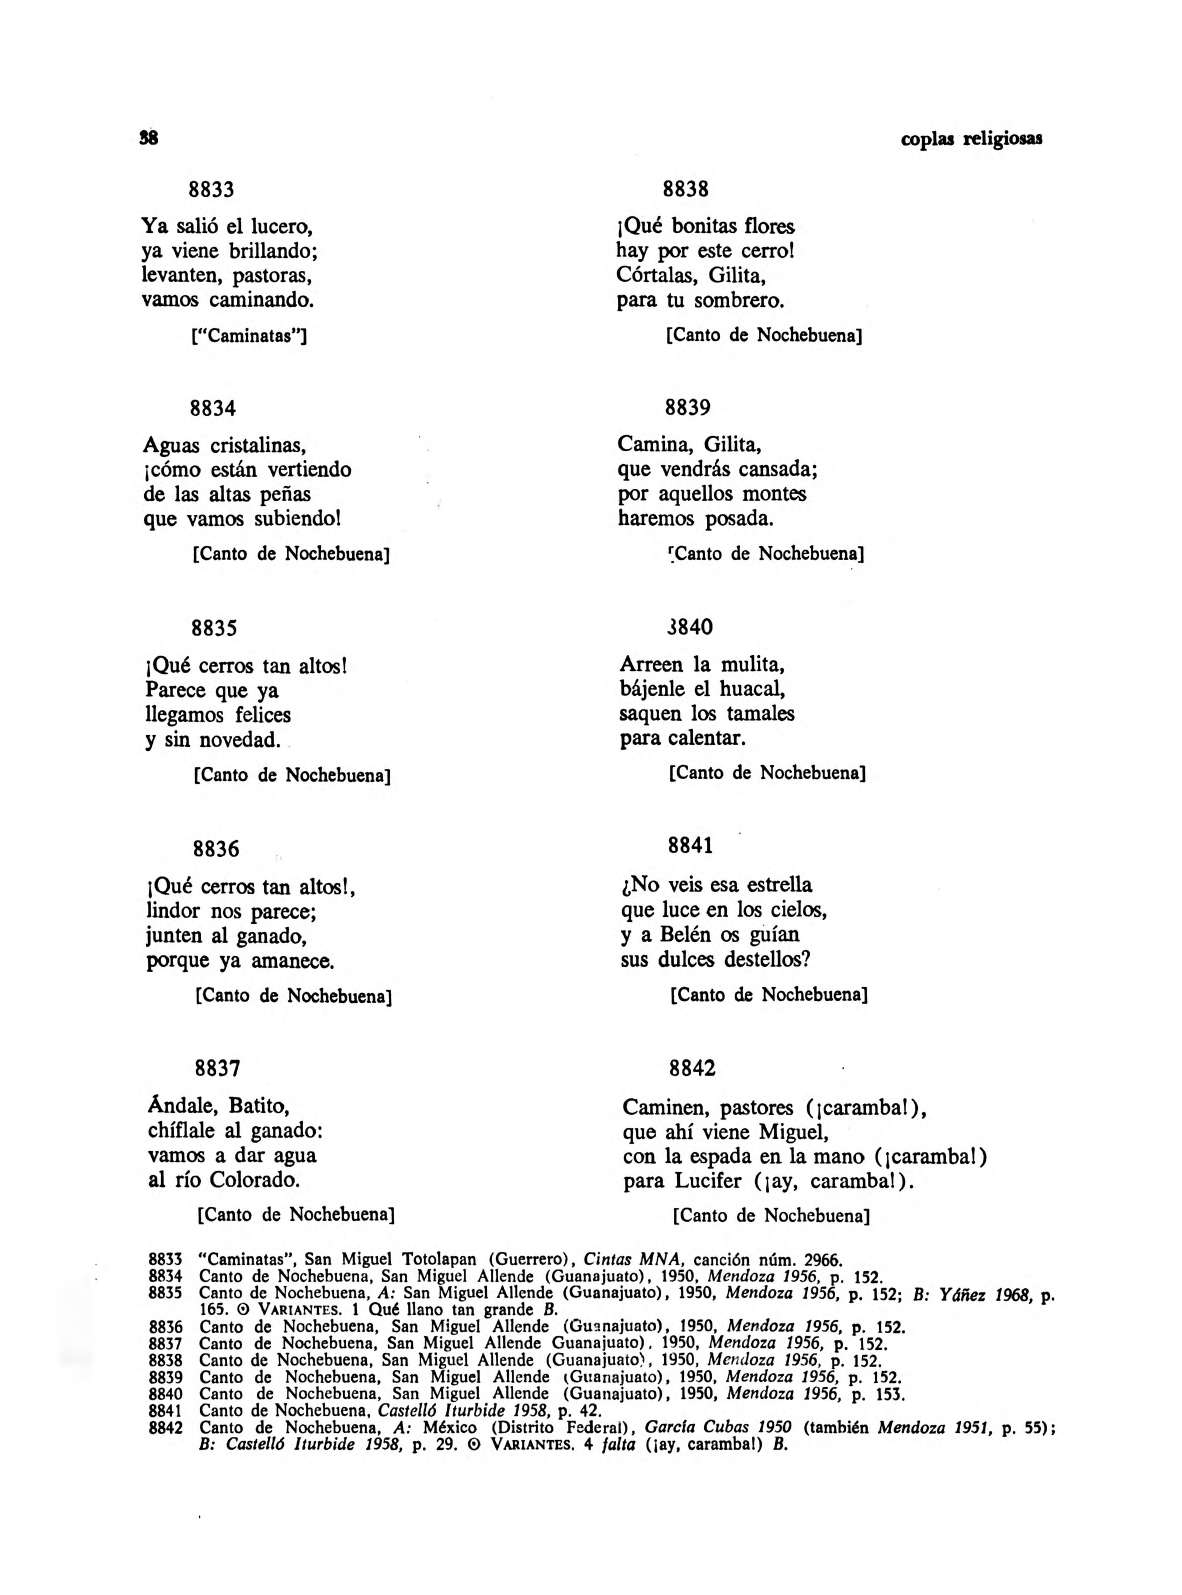 38
coplas religiosas
8833
Ya salió el lucero,
ya viene brillando;
levanten, pastoras,
vamos caminando.
["Caminatas"]
8834
Aguas cristalinas,
¡cómo están vertiendo
de las altas peñas
que vamos subiendo!
[Canto de Nochebuena]
8835
¡Qué cerros tan altos!
Parece que ya
llegamos felices
y sin novedad.
[Canto de Nochebuena]
8836
¡Qué cerros tan altos!,
lindor nos parece;
junten al ganado,
porque ya amanece.
[Canto de Nochebuena]
8837
Ándale, Batito,
chíflale al ganado:
vamos a dar agua
al río Colorado.
[Canto de Nochebuena]
8838
¡Qué bonitas flores
hay por este cerro!
Córtalas, Gilita,
para tu sombrero.
[Canto de Nochebuena]
8839
Camina, Gilita,
que vendrás cansada;
por aquellos montes
haremos posada.
[Canto de Nochebuena]
8840
Arreen la mulita,
bájenle el huacal,
saquen los tamales
para calentar.
[Canto de Nochebuena]
8841
¿No veis esa estrella
que luce en los cielos,
y a Belén os guían
sus dulces destellos?
[Canto de Nochebuena]
8842
Caminen, pastores (¡caramba!),
que ahí viene Miguel,
con la espada en la mano (¡caramba!)
para Lucifer (¡ay, caramba!).
[Canto de Nochebuena]
8833 "Caminatas", San Miguel Totolapan (Guerrero), Cintas MNA, canción núm. 2966.
8834 Canto de Nochebuena, San Miguel Allende (Guanajuato), 1950, Mendoza 1956, p. 152.
8835 Canto de Nochebuena, A: San Miguel Allende (Guanajuato), 1950, Mendoza 1956, p. 152; B: Yáñez 1968, p.
165. ⊙ VARIANTES. 1 Qué llano tan grande B.
8836 Canto de Nochebuena, San Miguel Allende (Guanajuato), 1950, Mendoza 1956, p. 152.
8837 Canto de Nochebuena, San Miguel Allende Guanajuato), 1950, Mendoza 1956, p. 152.
8838 Canto de Nochebuena, San Miguel Allende (Guanajuato), 1950, Mendoza 1956, p. 152.
8839 Canto de Nochebuena, San Miguel Allende (Guanajuato), 1950, Mendoza 1956, p. 152.
8840 Canto de Nochebuena, San Miguel Allende (Guanajuato), 1950, Mendoza 1956, p. 153.
8841 Canto de Nochebuena, Castelló Iturbide 1958, p. 42.
8842 Canto de Nochebuena, A: México (Distrito Federal), García Cubas 1950 (también Mendoza 1951, p. 55);
B: Castelló Iturbide 1958, p. 29. ⊙ VARIANTES. 4 falta (¡ay, caramba!) B.